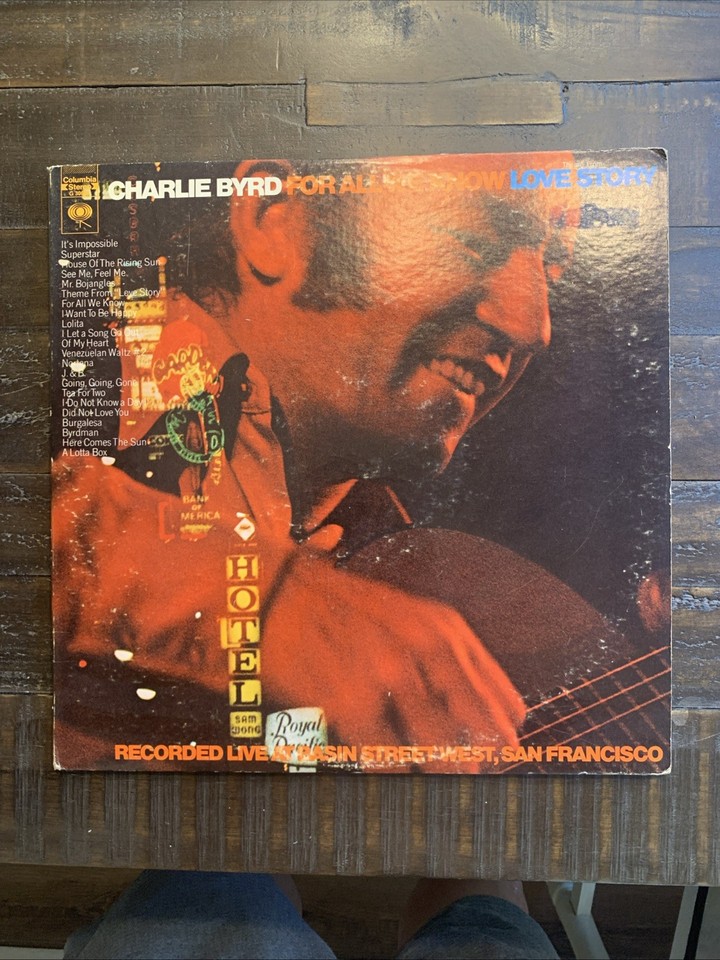 Columbia
Stereo
CHARLIE BYRD FOR ALL WE KNOW LOVE STORY
It's Impossible
Superstar
House Of The Rising Sun
See Me, Feel Me
Mr. Bojangles
Theme From "Love Story"
For All We Know
I Want To Be Happy
Lolita
I Let a Song Go Out
Of My Heart
Venezuelan Waltz
J. & B.
Going, Going, Gone
Tea For Two
I Do Not Know a Day I
Did Not Love You
Burgalesa
Byrdman
Here Comes The Sun
A Lotta Box
BANK
OF
AMERICA
HOTEL
SAM
WONG
Royal
Pacific
RECORDED LIVE AT BASIN STREET WEST, SAN FRANCISCO